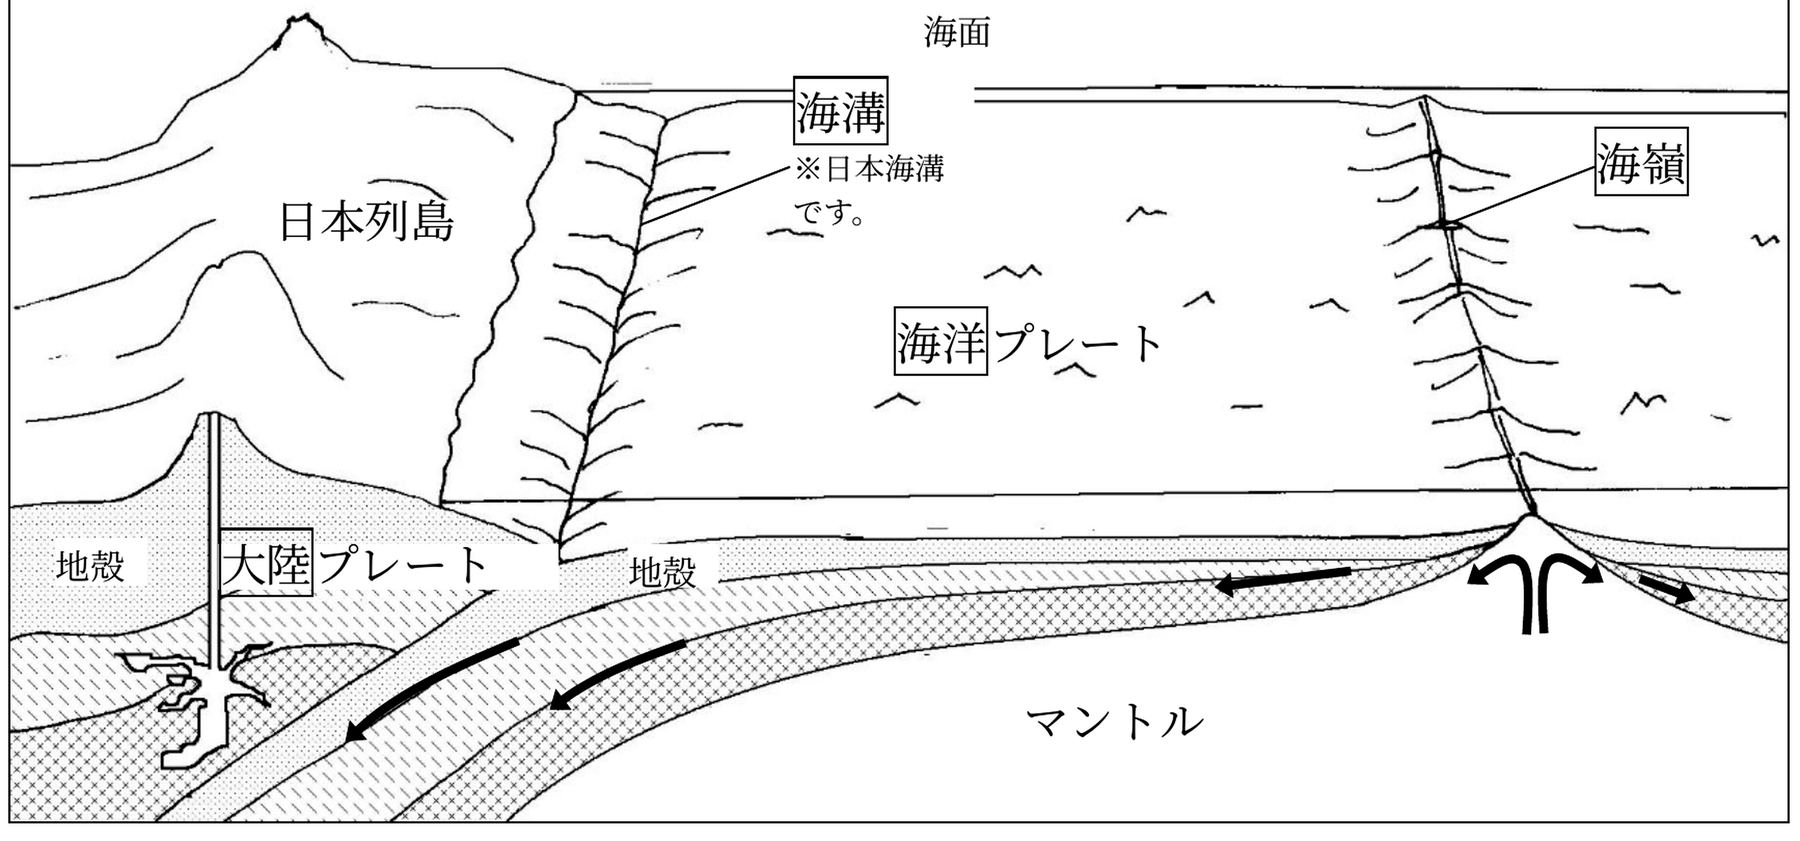 海面
海溝
※日本海溝
です。
海嶺
日本列島
海洋プレート
地殻
大陸プレート
地殻
マントル